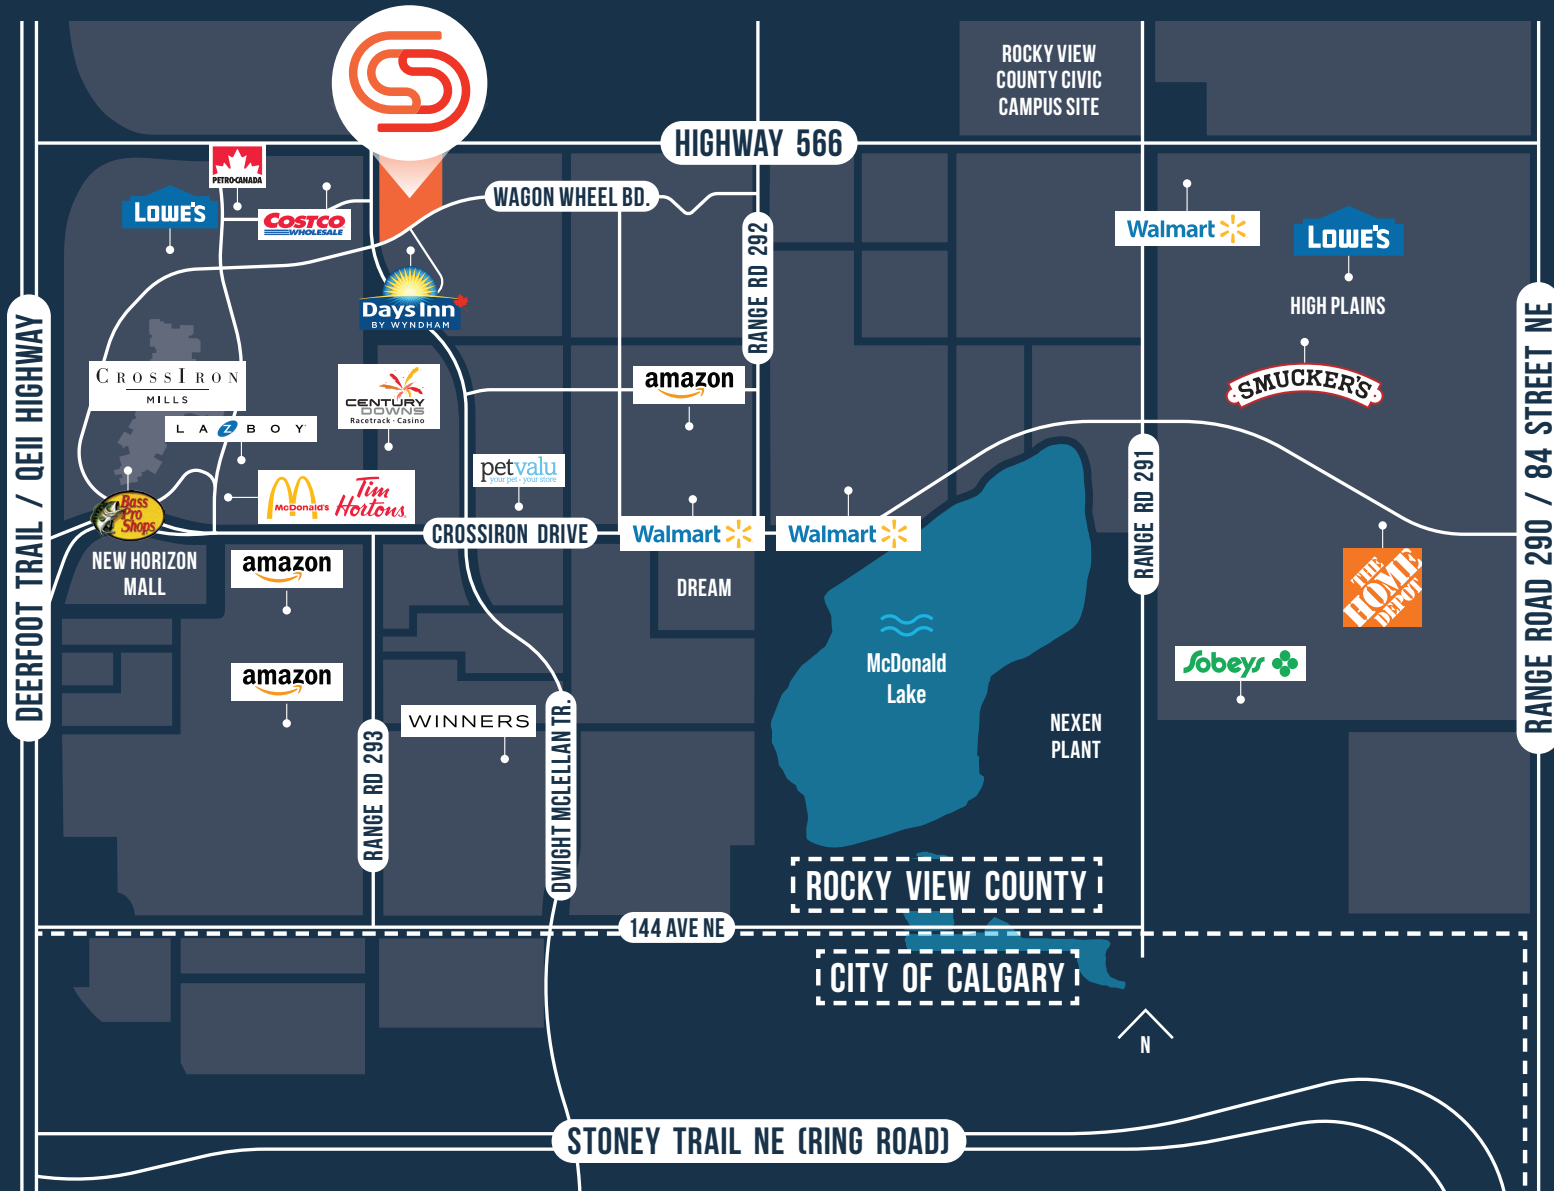 ROCKY VIEW
COUNTY CIVIC
CAMPUS SITE
HIGHWAY 566
PETRO-CANADA
LOWE'S
COSTCO
WHOLESALE
WAGON WHEEL BD.
RANGE RD 292
Walmart
LOWE'S
HIGH PLAINS
Days Inn
BY WYNDHAM
DEERFOOT TRAIL / QEII HIGHWAY
RANGE ROAD 290 / 84 STREET NE
CROSSIRON
MILLS
CENTURY
DOWNS
Racetrack · Casino
amazon
SMUCKER'S
LAZBOY
petvalu
your pet · your store
RANGE RD 291
McDonald's
Tim
Hortons
Bass
Pro
Shops
CROSSIRON DRIVE
Walmart
Walmart
NEW HORIZON
MALL
amazon
DREAM
THE
HOME
DEPOT
McDonald
Lake
Sobeys
amazon
WINNERS
NEXEN
PLANT
RANGE RD 293
DWIGHT MCLELLAN TR.
ROCKY VIEW COUNTY
144 AVE NE
CITY OF CALGARY
N
STONEY TRAIL NE (RING ROAD)